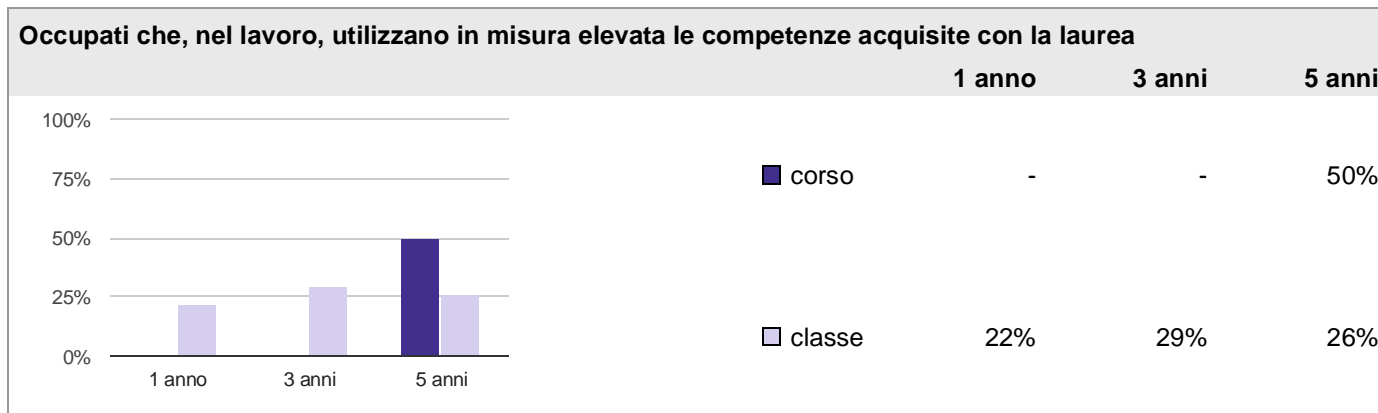 Occupati che, nel lavoro, utilizzano in misura elevata le competenze acquisite con la laurea
1 anno 3 anni 5 anni
100%
75%
50%
25%
0%
1 anno 3 anni 5 anni
corso - - 50%
classe 22% 29% 26%